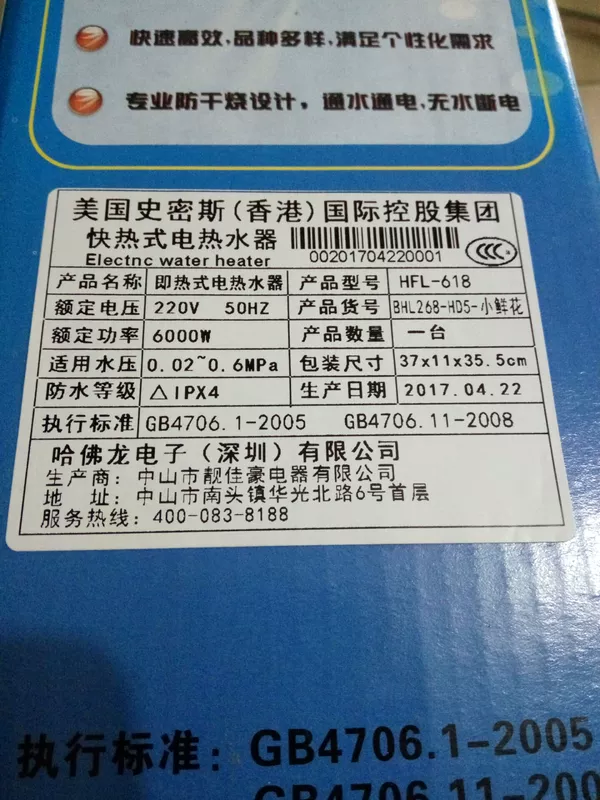 快速高效，品种多样，满足个性化需求
专业防干烧设计，通水通电，无水断电
美国史密斯(香港)国际控股集团
快热式电热水器
Electnc water heater
00201704220001
CCC
产品名称 即热式电热水器 产品型号 HFL-618
额定电压 220V 50HZ 产品货号 BHL268-HD5-小鲜花
额定功率 6000W 产品数量 一台
适用水压 0.02~0.6MPa 包装尺寸 37x11x35.5cm
防水等级 △IPX4 生产日期 2017.04.22
执行标准 GB4706.1-2005 GB4706.11-2008
哈佛龙电子（深圳）有限公司
生产商：中山市靓佳豪电器有限公司
地 址：中山市南头镇华光北路6号首层
服务热线：400-083-8188
执行标准：GB4706.1-2005
GB4706.11-200